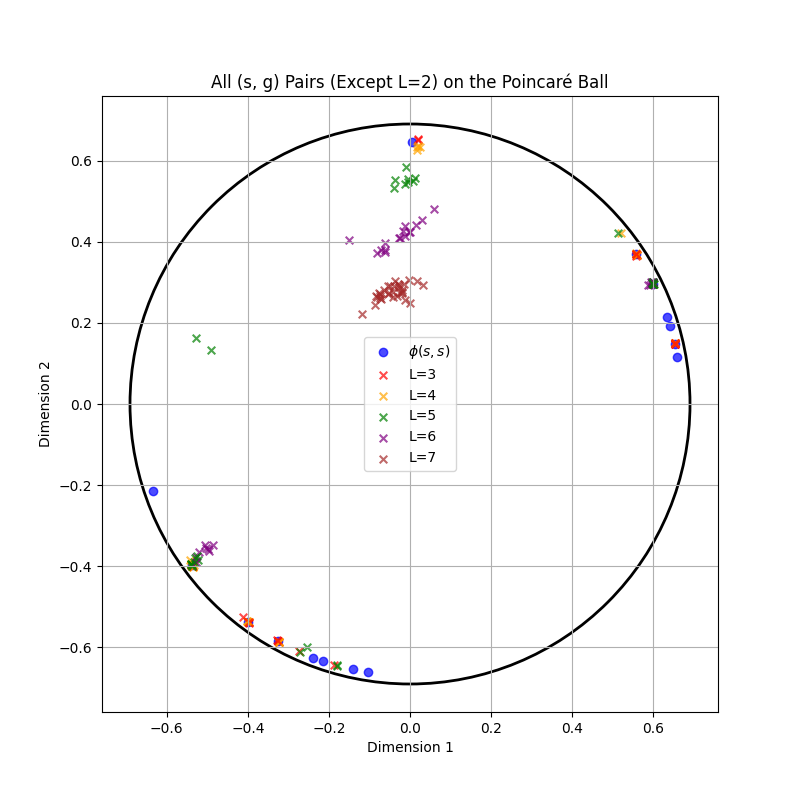 All (s, g) Pairs (Except L=2) on the Poincaré Ball
Dimension 2
0.6
0.4
0.2
0.0
−0.2
−0.4
−0.6
ϕ(s, s)
L=3
L=4
L=5
L=6
L=7
−0.6 −0.4 −0.2 0.0 0.2 0.4 0.6
Dimension 1